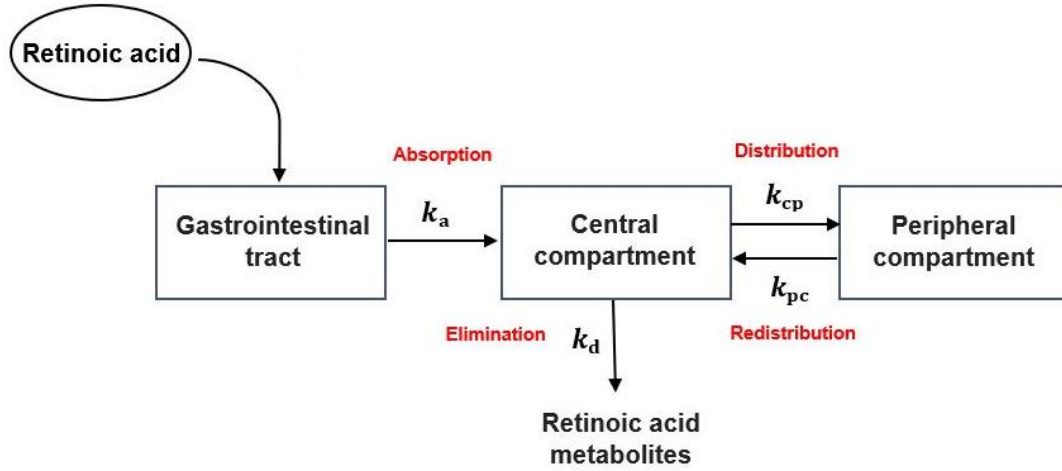 Retinoic acid
Absorption
Distribution
Gastrointestinal
tract
k_a
Central
compartment
k_cp
k_pc
Peripheral
compartment
Elimination
k_d
Redistribution
Retinoic acid
metabolites